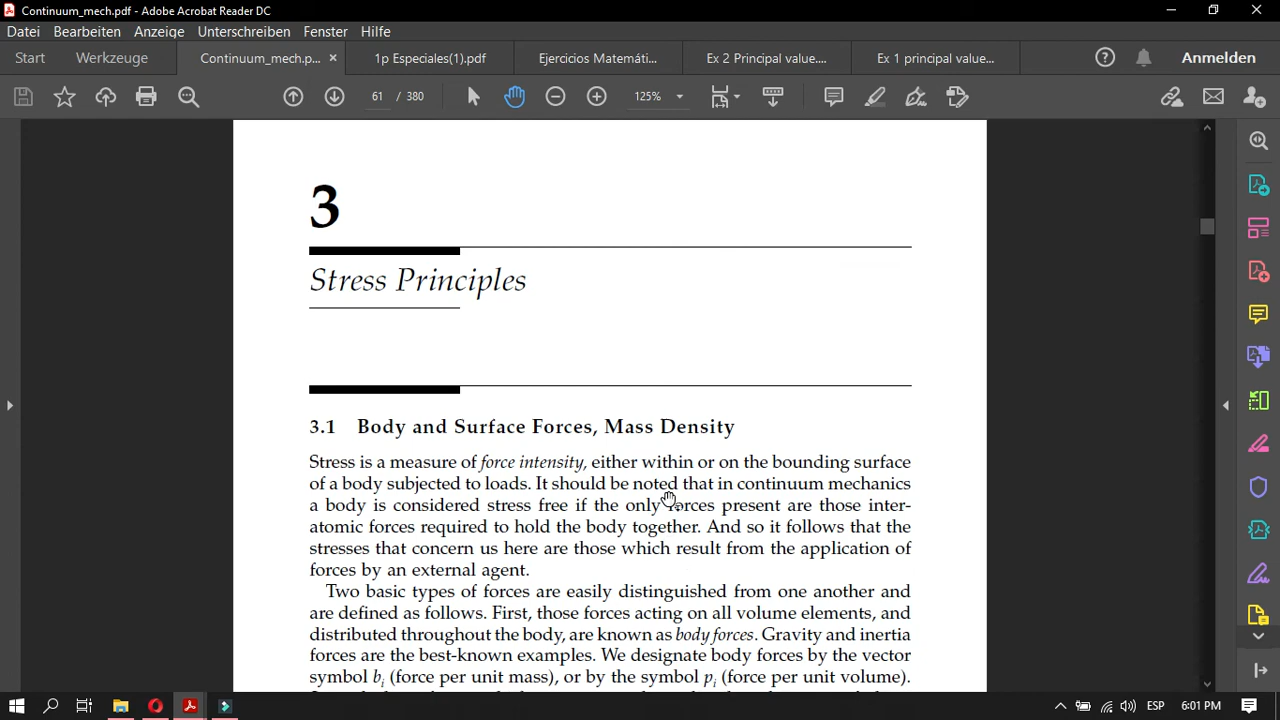 Continuum_mech.pdf - Adobe Acrobat Reader DC
Datei Bearbeiten Anzeige Unterschreiben Fenster Hilfe
Start Werkzeuge Continuum_mech.p... × 1p Especiales(1).pdf Ejercicios Matemáti... Ex 2 Principal value.... Ex 1 principal value... Anmelden
61 / 380 125%
3
Stress Principles
3.1 Body and Surface Forces, Mass Density
Stress is a measure of force intensity, either within or on the bounding surface
of a body subjected to loads. It should be noted that in continuum mechanics
a body is considered stress free if the only forces present are those inter-
atomic forces required to hold the body together. And so it follows that the
stresses that concern us here are those which result from the application of
forces by an external agent.
Two basic types of forces are easily distinguished from one another and
are defined as follows. First, those forces acting on all volume elements, and
distributed throughout the body, are known as body forces. Gravity and inertia
forces are the best-known examples. We designate body forces by the vector
symbol bi (force per unit mass), or by the symbol pi (force per unit volume).
ESP 6:01 PM